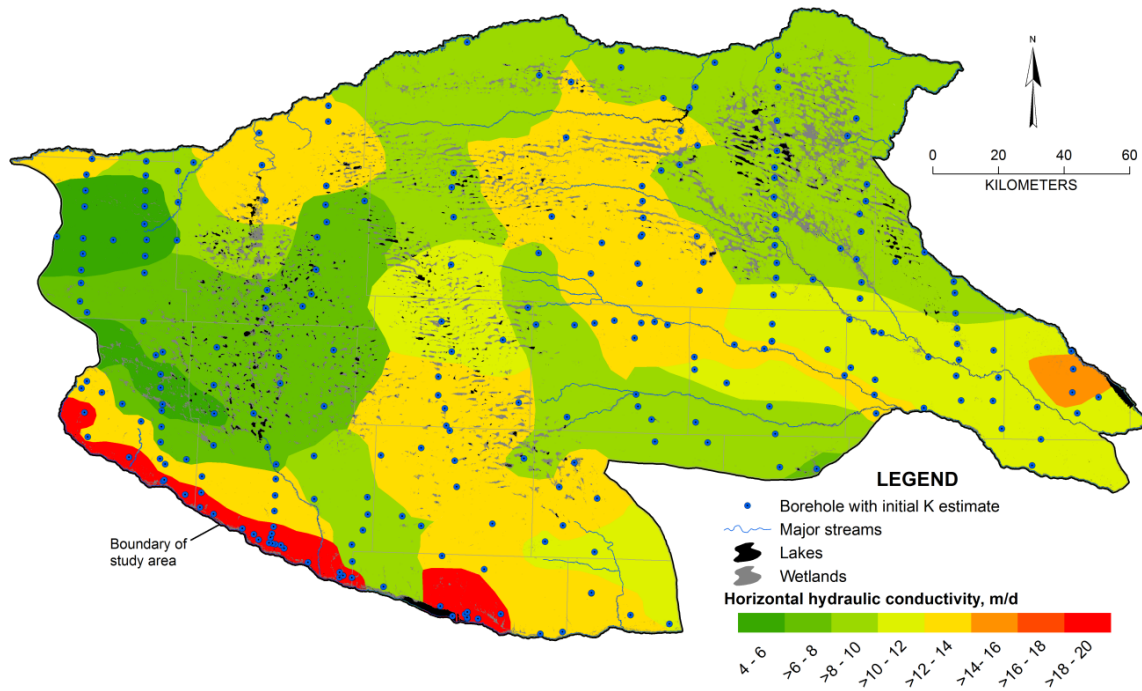 N
0 20 40 60
KILOMETERS
LEGEND
Borehole with initial K estimate
Major streams
Lakes
Wetlands
Boundary of
study area
Horizontal hydraulic conductivity, m/d
4 - 6
>6 - 8
>8 - 10
>10 - 12
>12 - 14
>14- 16
>16 - 18
>18 - 20